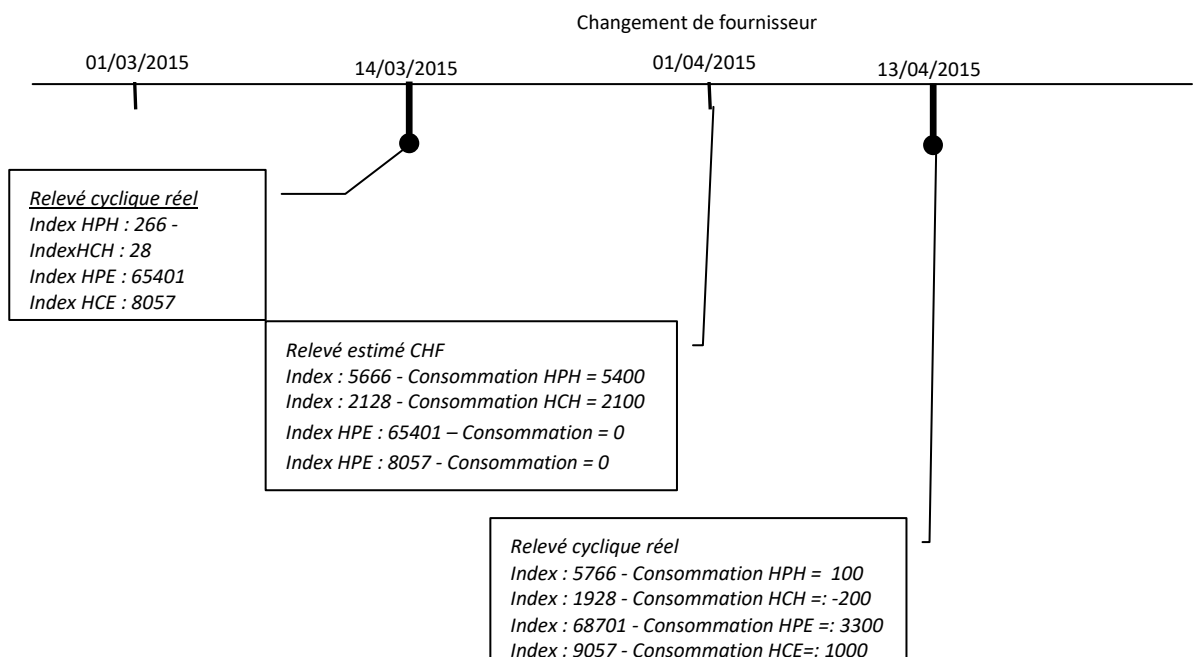 Changement de fournisseur
01/03/2015
14/03/2015
01/04/2015
13/04/2015
Relevé cyclique réel
Index HPH : 266 -
IndexHCH : 28
Index HPE : 65401
Index HCE : 8057
Relevé estimé CHF
Index : 5666 - Consommation HPH = 5400
Index : 2128 - Consommation HCH = 2100
Index HPE : 65401 – Consommation = 0
Index HPE : 8057 - Consommation = 0
Relevé cyclique réel
Index : 5766 - Consommation HPH =  100
Index : 1928 - Consommation HCH =: -200
Index : 68701 - Consommation HPE =: 3300
Index : 9057 - Consommation HCE=: 1000